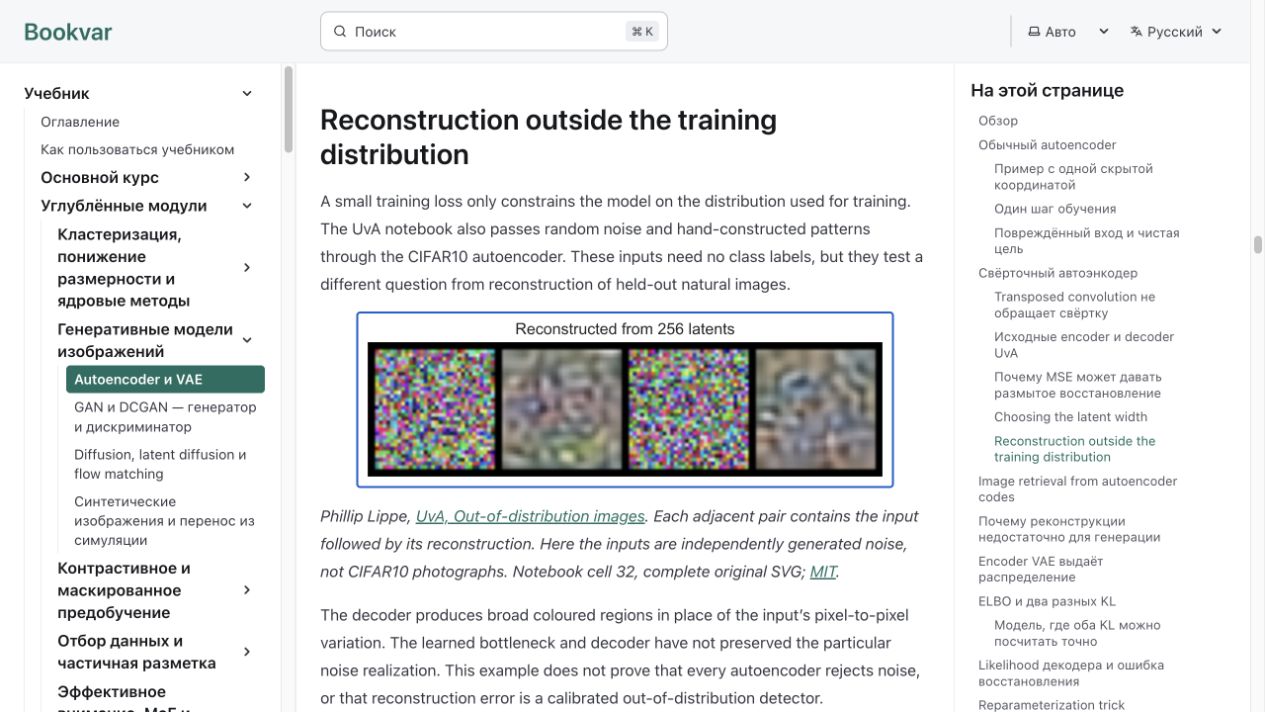 Bookvar
Поиск
⌘ K
Авто
Русский
Учебник
Оглавление
Как пользоваться учебником
Основной курс
Углублённые модули
Кластеризация,
понижение
размерности и
ядровые методы
Генеративные модели
изображений
Autoencoder и VAE
GAN и DCGAN — генератор
и дискриминатор
Diffusion, latent diffusion и
flow matching
Синтетические
изображения и перенос из
симуляции
Контрастивное и
маскированное
предобучение
Отбор данных и
частичная разметка
Эффективное
Reconstruction outside the training
distribution
A small training loss only constrains the model on the distribution used for training.
The UvA notebook also passes random noise and hand-constructed patterns
through the CIFAR10 autoencoder. These inputs need no class labels, but they test a
different question from reconstruction of held-out natural images.
Reconstructed from 256 latents
Phillip Lippe, UvA, Out-of-distribution images. Each adjacent pair contains the input
followed by its reconstruction. Here the inputs are independently generated noise,
not CIFAR10 photographs. Notebook cell 32, complete original SVG; MIT.
The decoder produces broad coloured regions in place of the input's pixel-to-pixel
variation. The learned bottleneck and decoder have not preserved the particular
noise realization. This example does not prove that every autoencoder rejects noise,
or that reconstruction error is a calibrated out-of-distribution detector.
На этой странице
Обзор
Обычный autoencoder
Пример с одной скрытой
координатой
Один шаг обучения
Повреждённый вход и чистая
цель
Свёрточный автоэнкодер
Transposed convolution не
обращает свёртку
Исходные encoder и decoder
UvA
Почему MSE может давать
размытое восстановление
Choosing the latent width
Reconstruction outside the
training distribution
Image retrieval from autoencoder
codes
Почему реконструкции
недостаточно для генерации
Encoder VAE выдаёт
распределение
ELBO и два разных KL
Модель, где оба KL можно
посчитать точно
Likelihood декодера и ошибка
восстановления
Reparameterization trick